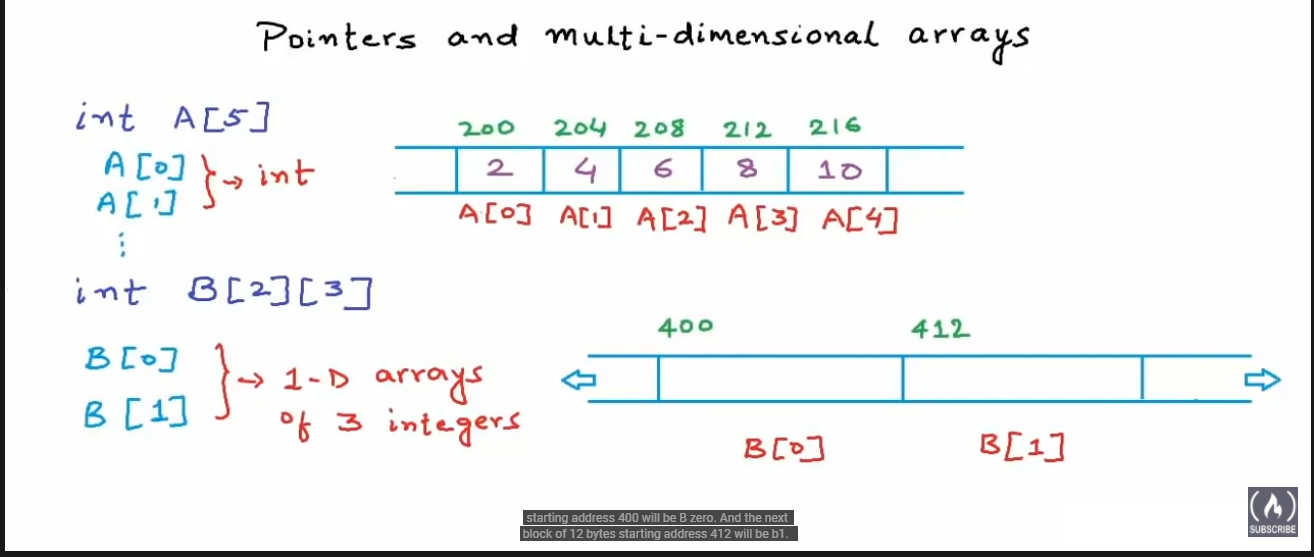 Pointers and multi-dimensional arrays
int A[5]
A[0]
A[1]
⋮
→ int
200 204 208 212 216
2 4 6 8 10
A[0] A[1] A[2] A[3] A[4]
int B[2][3]
B[0]
B[1]
→ 1-D arrays
of 3 integers
400 412
B[0] B[1]
starting address 400 will be B zero. And the next
block of 12 bytes starting address 412 will be b1.
SUBSCRIBE